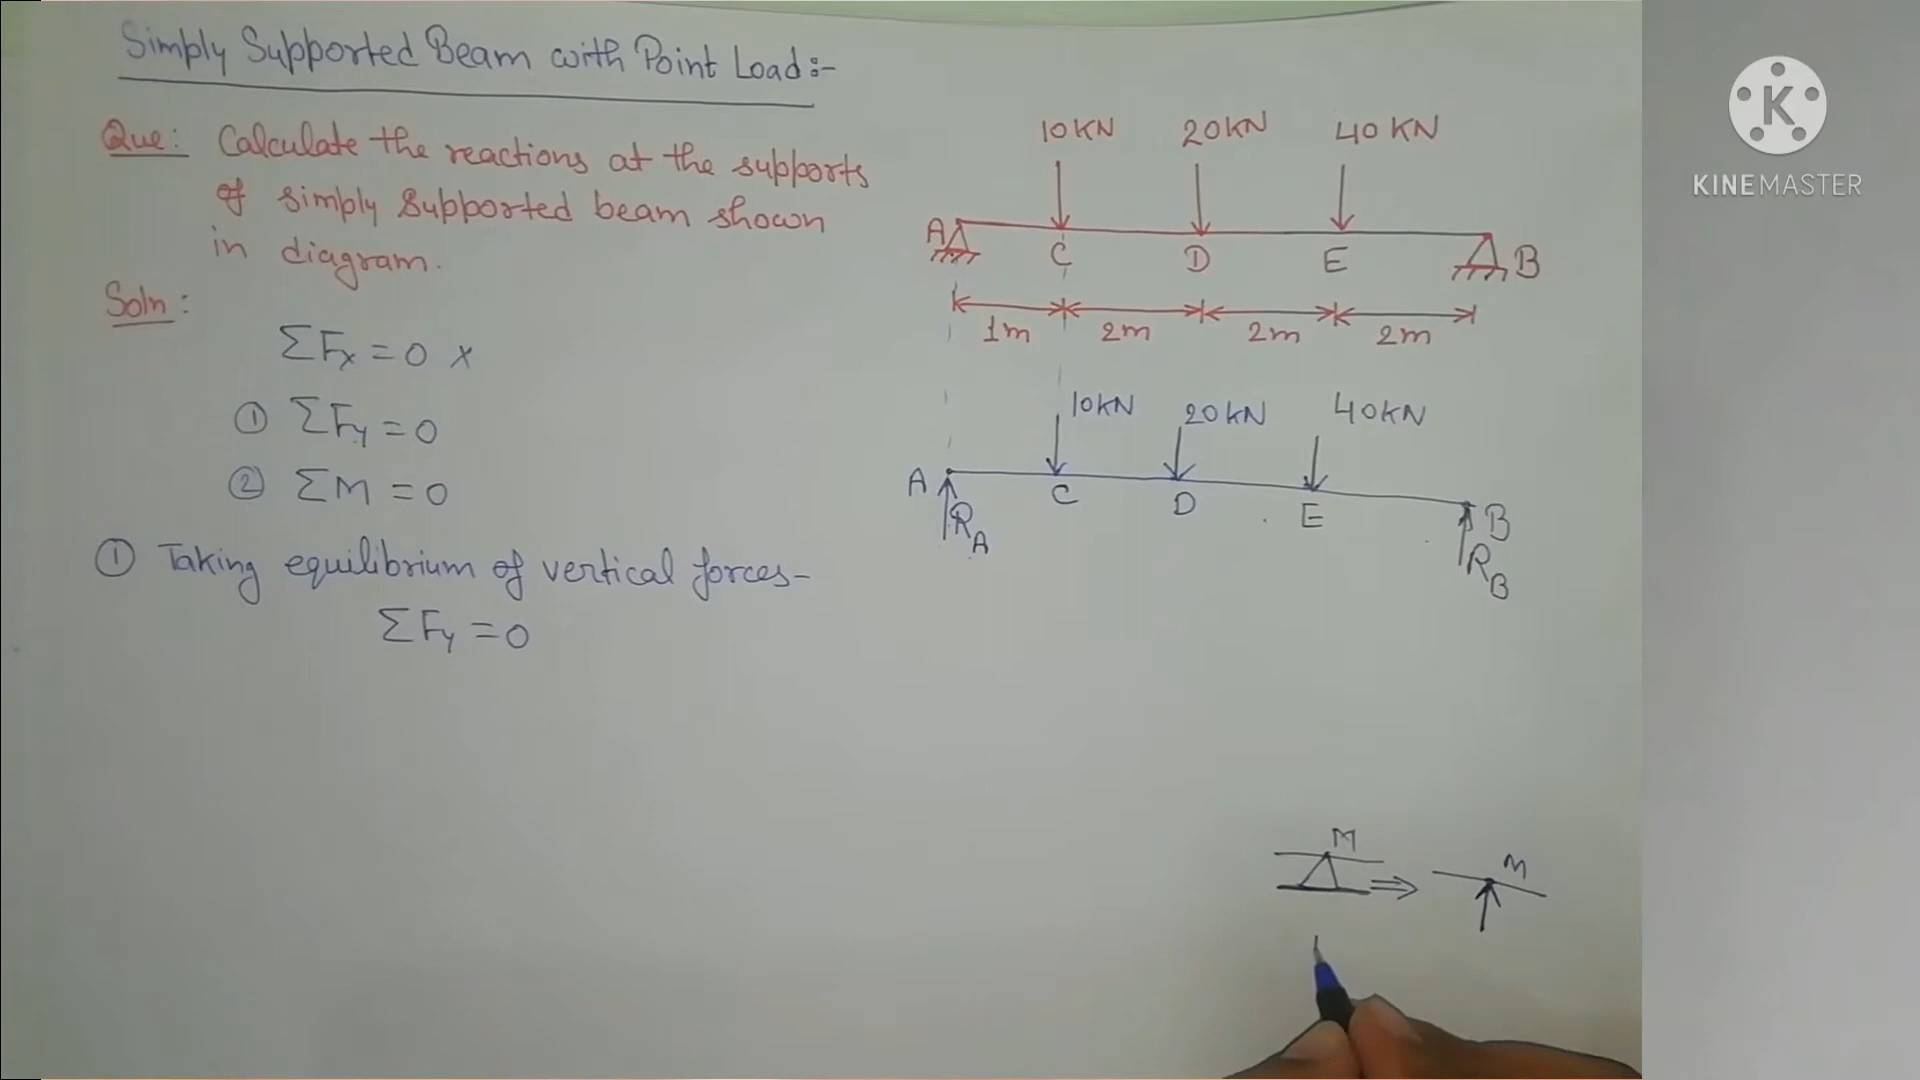 Simply Supported Beam with Point Load:-
Que: Calculate the reactions at the supports
of simply supported beam shown
in diagram.
Soln:
ΣFx = 0 ×
① ΣFy = 0
② ΣM = 0
① Taking equilibrium of vertical forces-
ΣFy = 0
10KN 20KN 40KN
A C D E B
1m 2m 2m 2m
10KN 20KN 40KN
A C D E B
RA RB
M M
K
KINEMASTER